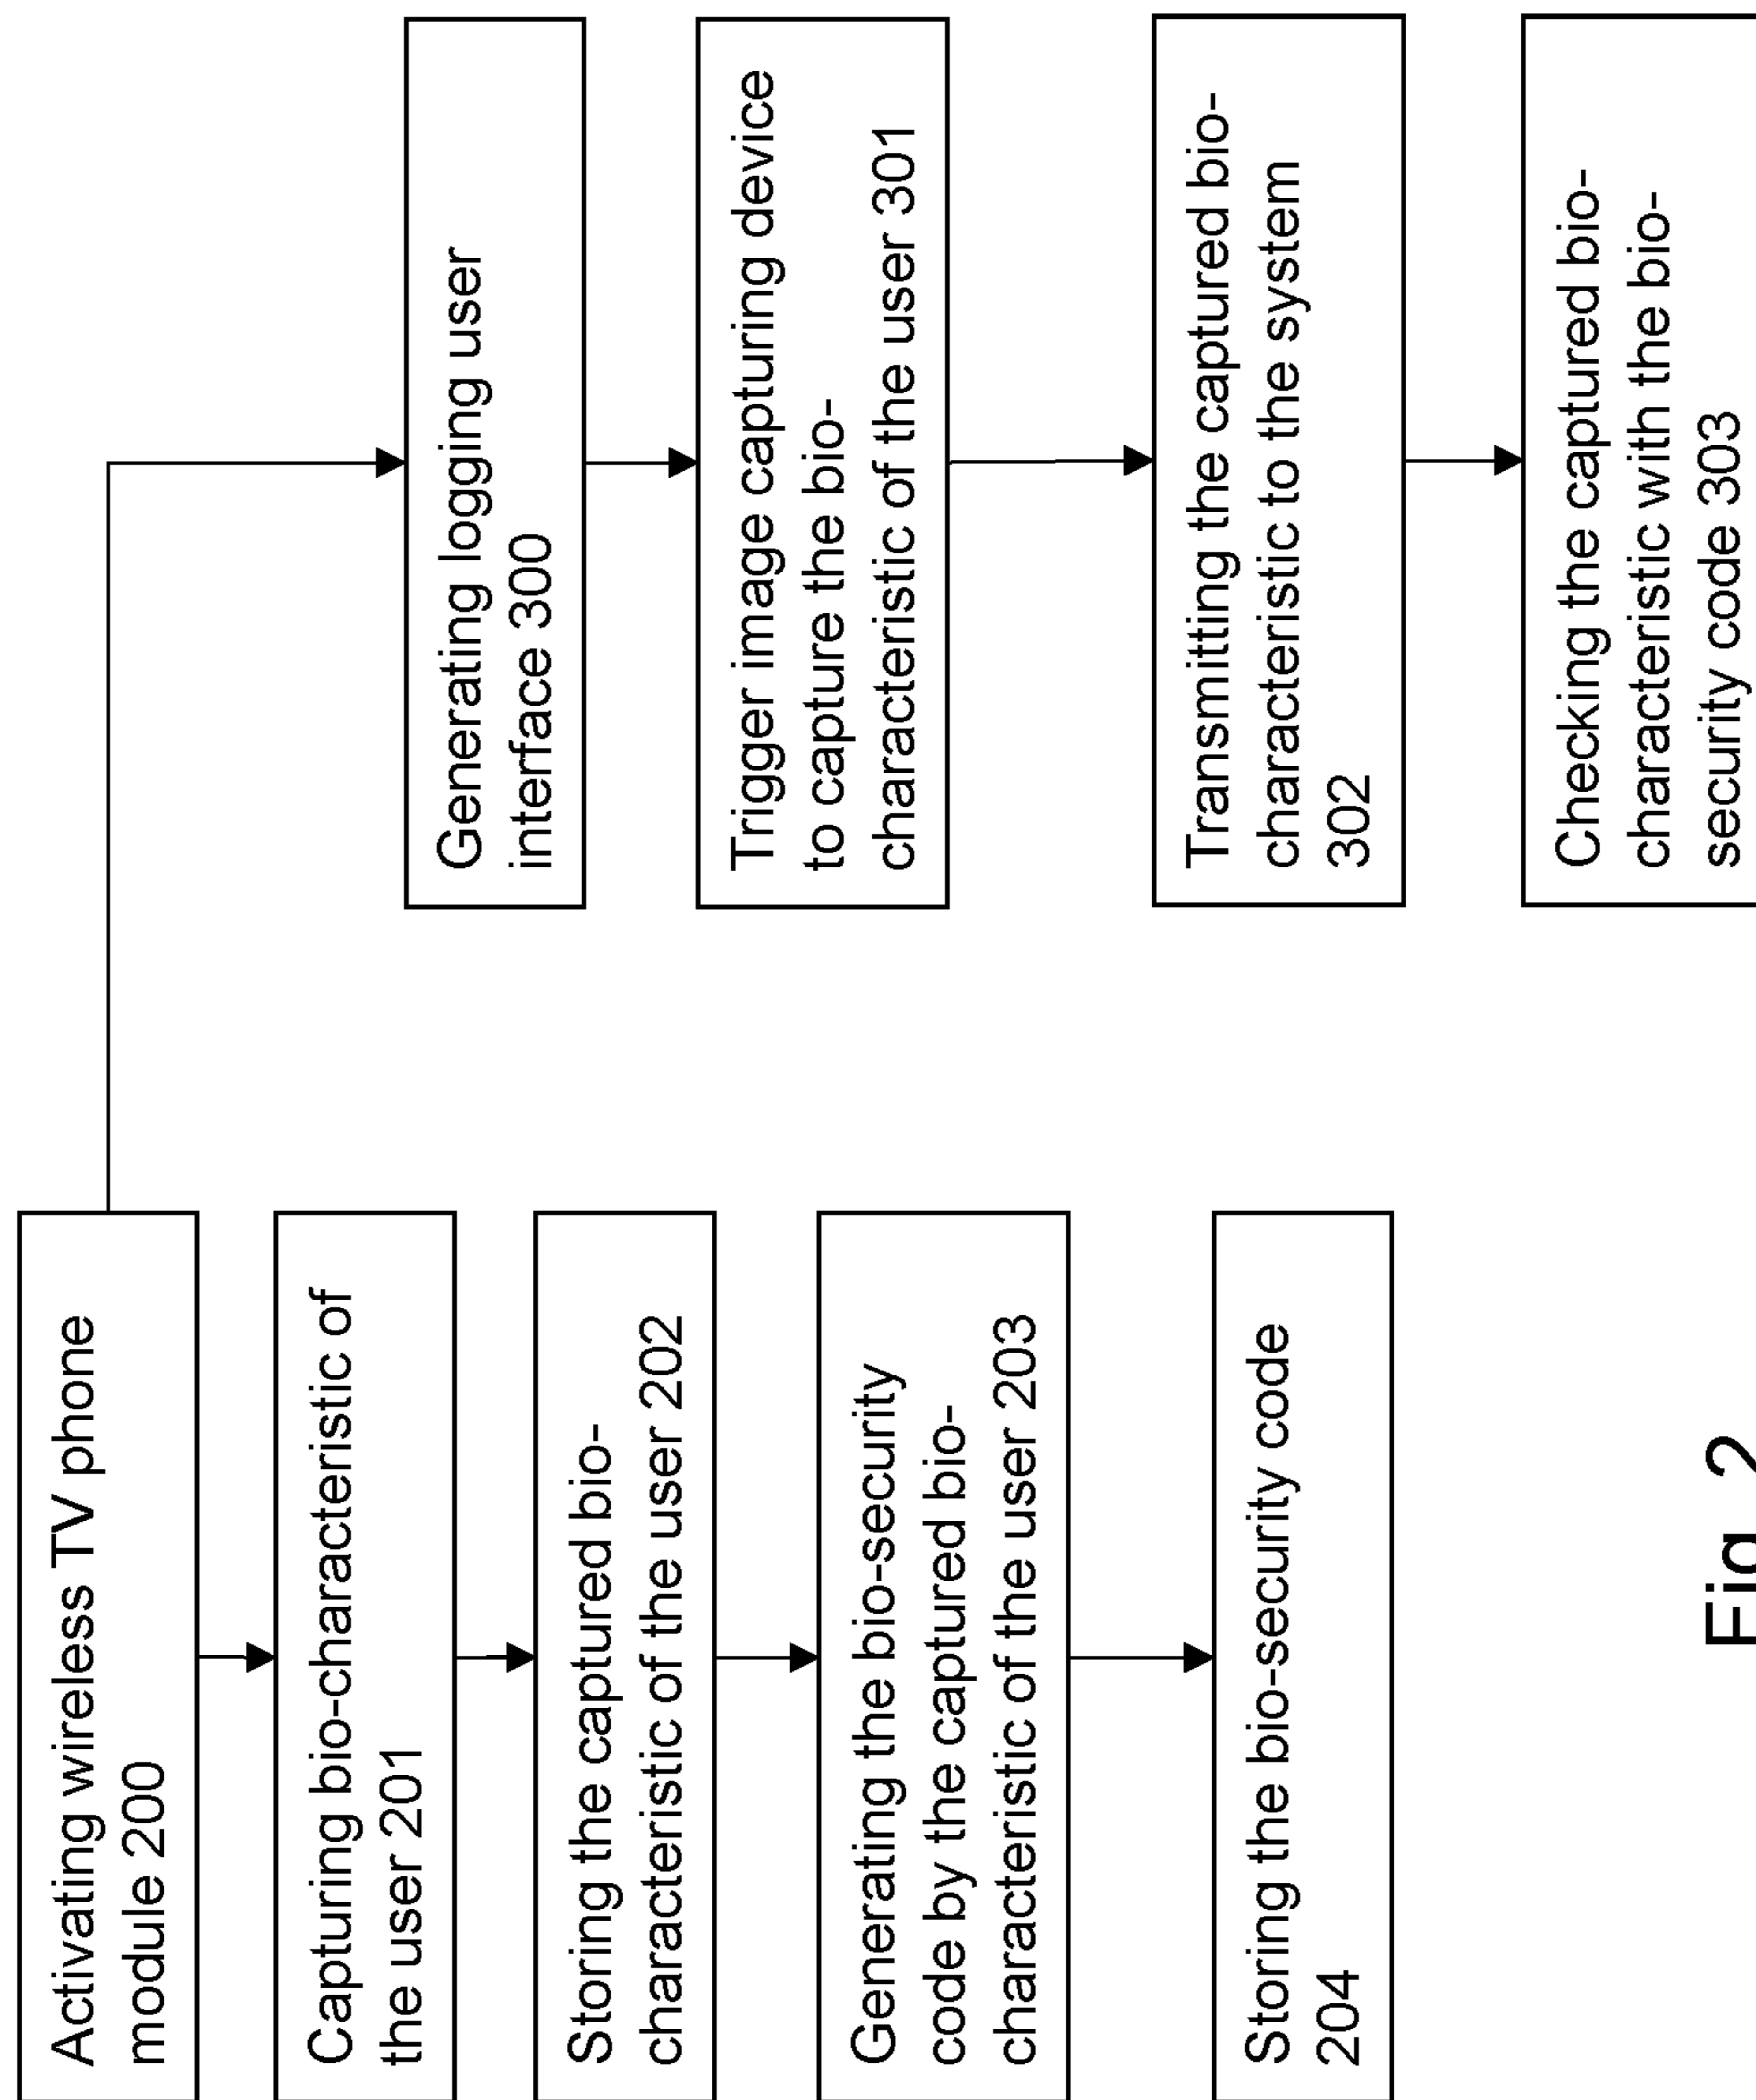 Activating wireless TV phone
module 200
Capturing bio-characteristic of
the user 201
Storing the captured bio-
characteristic of the user 202
Generating the bio-security
code by the captured bio-
characteristic of the user 203
Storing the bio-security code
204
Generating logging user
interface 300
Trigger image capturing device
to capture the bio-
characteristic of the user 301
Transmitting the captured bio-
characteristic to the system
302
Checking the captured bio-
characteristic with the bio-
security code 303
Fig. 2